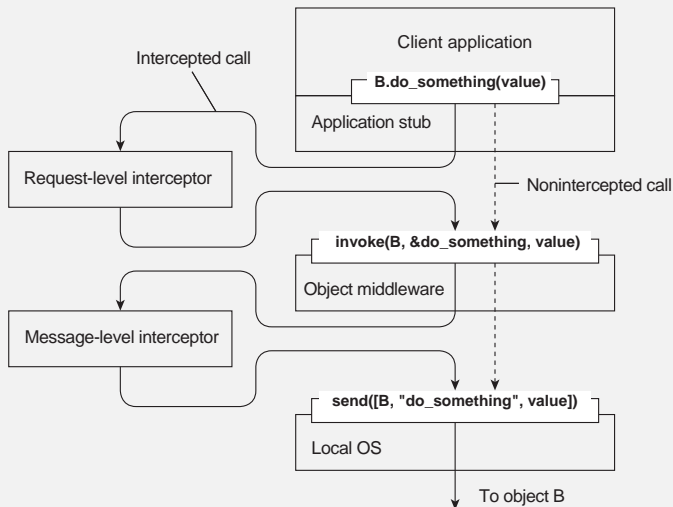 Client application
Intercepted call
B.do_something(value)
Application stub
Request-level interceptor
Nonintercepted call
invoke(B, &do_something, value)
Object middleware
Message-level interceptor
send([B, "do_something", value])
Local OS
To object B